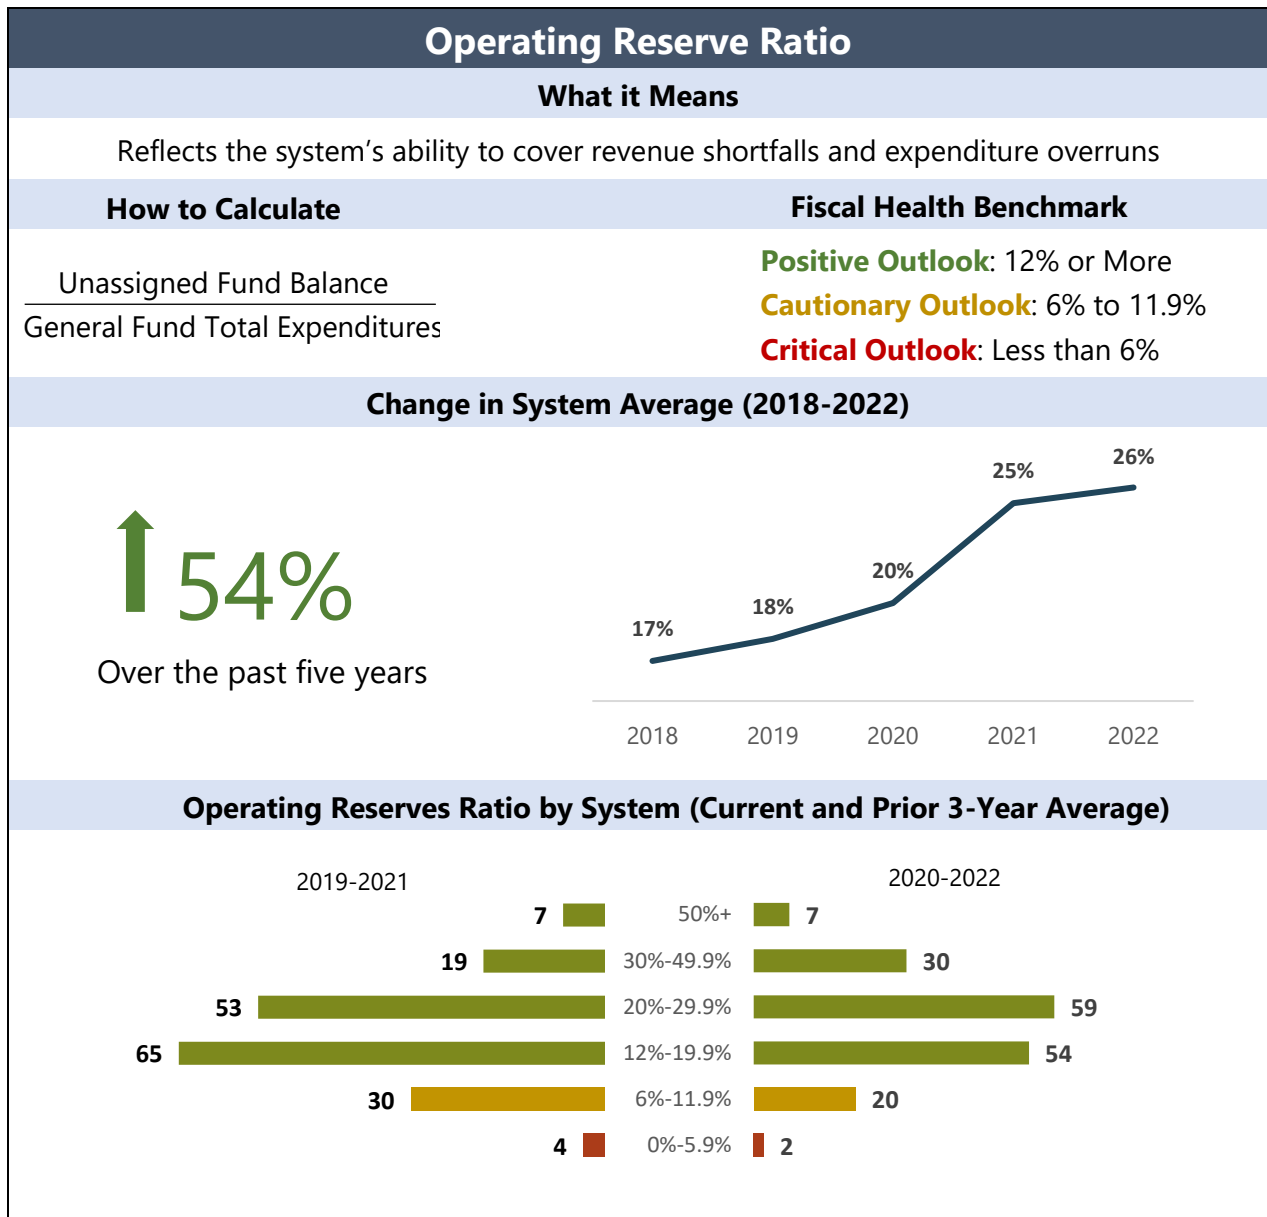 Operating Reserve Ratio
What it Means
Reflects the system’s ability to cover revenue shortfalls and expenditure overruns
How to Calculate
Unassigned Fund Balance
General Fund Total Expenditures
Fiscal Health Benchmark
Positive Outlook: 12% or More
Cautionary Outlook: 6% to 11.9%
Critical Outlook: Less than 6%
Change in System Average (2018-2022)
54%
Over the past five years
17%
18%
20%
25%
26%
2018 2019 2020 2021 2022
Operating Reserves Ratio by System (Current and Prior 3-Year Average)
2019-2021 2020-2022
7 50%+ 7
19 30%-49.9% 30
53 20%-29.9% 59
65 12%-19.9% 54
30 6%-11.9% 20
4 0%-5.9% 2